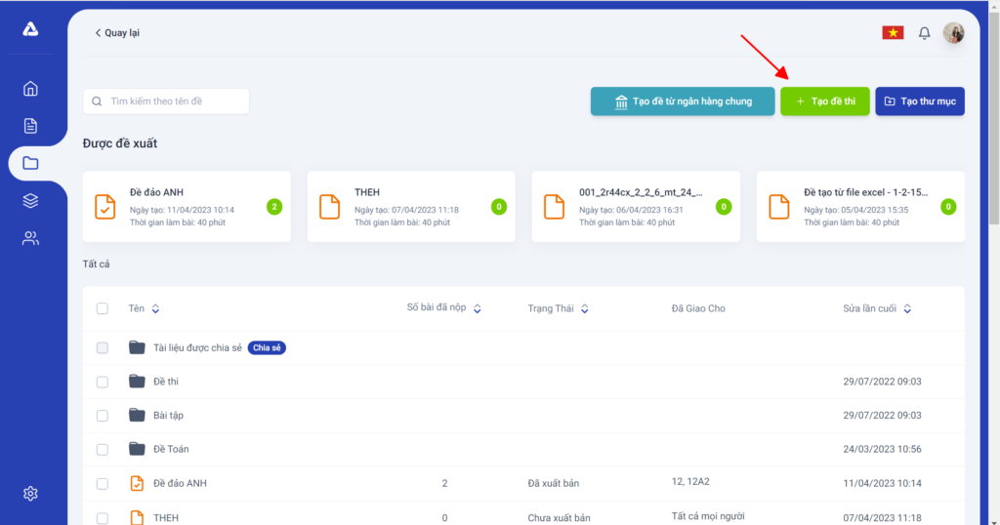 Quay lại
Tìm kiếm theo tên đề
Tạo đề từ ngân hàng chung
Tạo đề thi
Tạo thư mục
Được đề xuất
Đề đảo ANH
Ngày tạo: 11/04/2023 10:14
Thời gian làm bài: 40 phút
2
THEH
Ngày tạo: 07/04/2023 11:18
Thời gian làm bài: 40 phút
0
001_2r44cx_2_2_6_mt_24_...
Ngày tạo: 06/04/2023 16:31
Thời gian làm bài: 40 phút
0
Đề tạo từ file excel - 1-2-15...
Ngày tạo: 05/04/2023 15:35
Thời gian làm bài: 40 phút
0
Tất cả
Tên Số bài đã nộp Trạng Thái Đã Giao Cho Sửa lần cuối
Tài liệu được chia sẻ Chia sẻ
Đề thi 29/07/2022 09:03
Bài tập 29/07/2022 09:03
Đề Toán 24/03/2023 10:56
Đề đảo ANH 2 Đã xuất bản 12, 12A2 11/04/2023 10:14
THEH 0 Chưa xuất bản Tất cả mọi người 07/04/2023 11:18